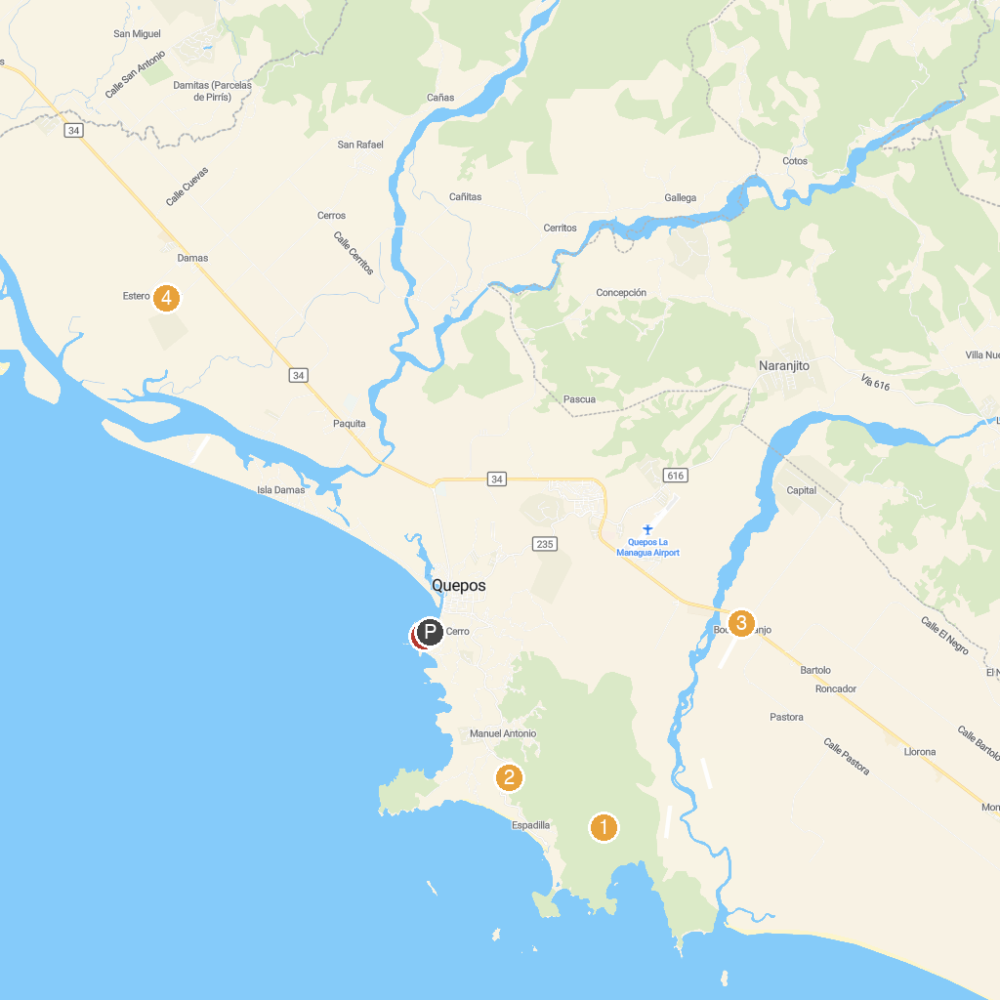 San Miguel
Calle San Antonio
Damitas (Parcelas
de Pirrís)
Cañas
34
San Rafael
Cotos
Calle Cuevas
Cañitas
Gallega
Cerros
Cerritos
Calle Cerritos
Damas
Estero
4
Concepción
Naranjito
Villa Nue
34
Vía 616
Pascua
Paquita
L
34
616
Isla Damas
Capital
235
Quepos La
Managua Airport
Quepos
P
Cerro
3
Calle El Negro
Bartolo
El N
Roncador
Pastora
Manuel Antonio
Calle Pastora
Llorona
Calle Bartolo
2
Mon
Espadilla
1